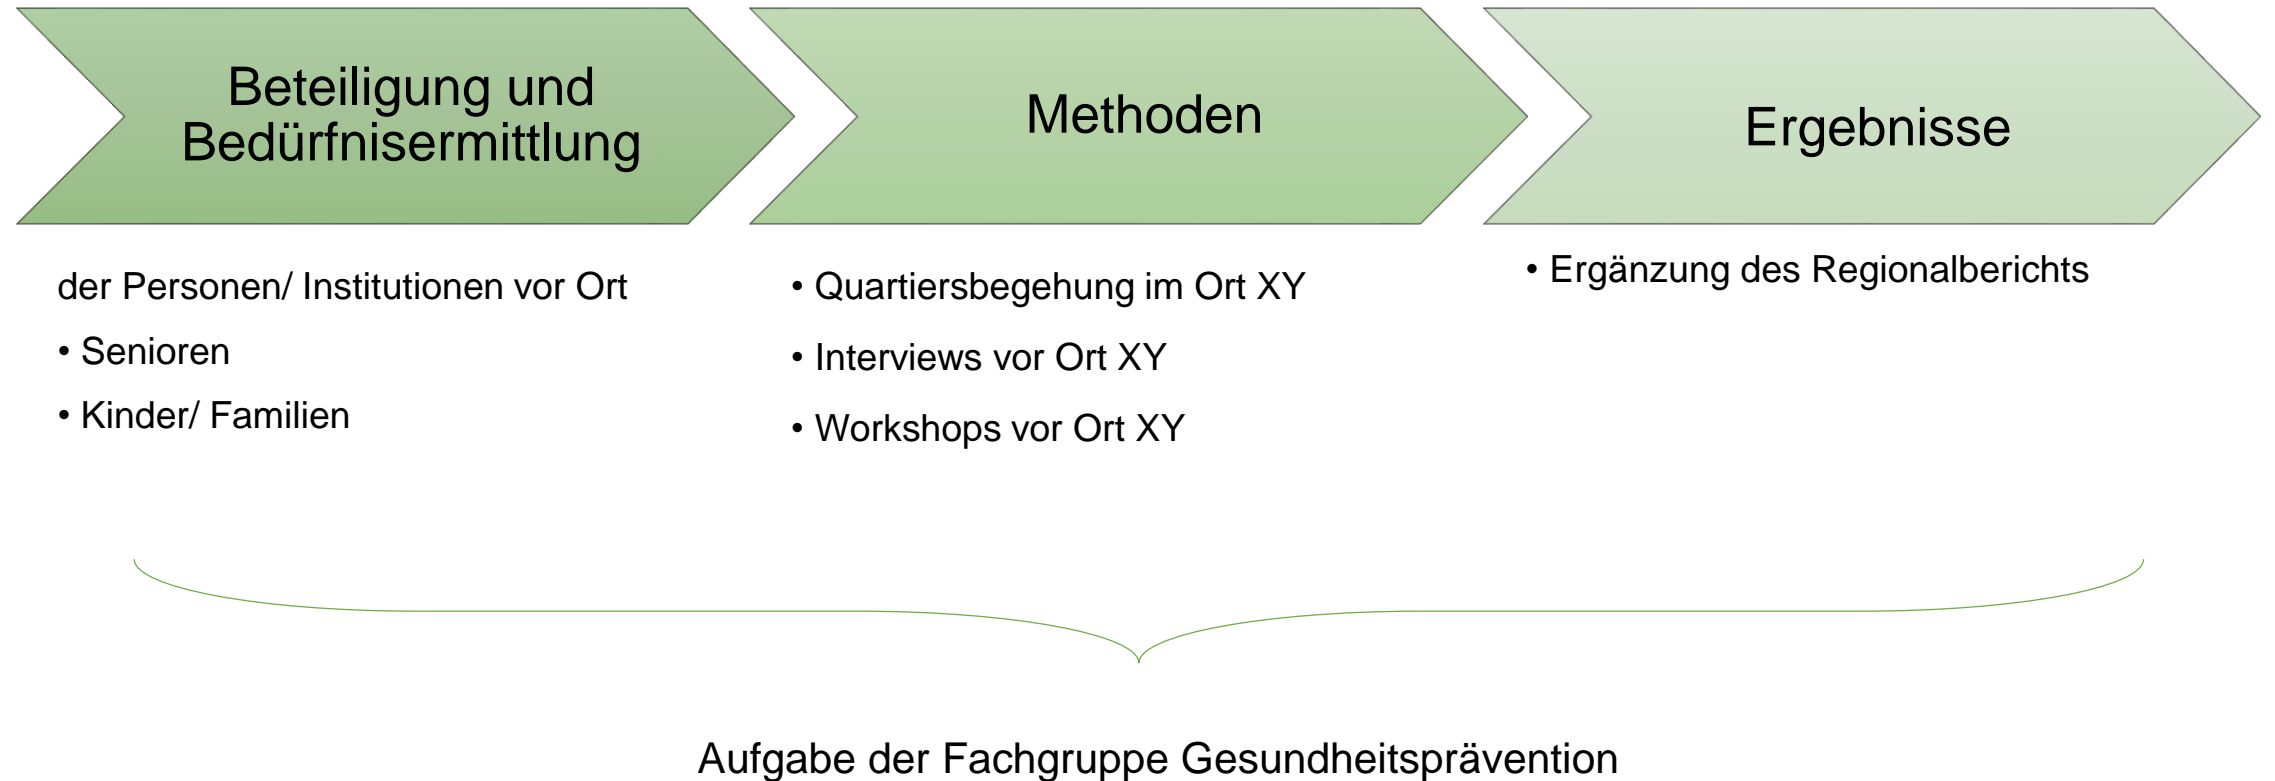 Beteiligung und
Bedürfnisermittlung
Methoden
Ergebnisse
der Personen/ Institutionen vor Ort
• Senioren
• Kinder/ Familien
• Quartiersbegehung im Ort XY
• Interviews vor Ort XY
• Workshops vor Ort XY
• Ergänzung des Regionalberichts
Aufgabe der Fachgruppe Gesundheitsprävention